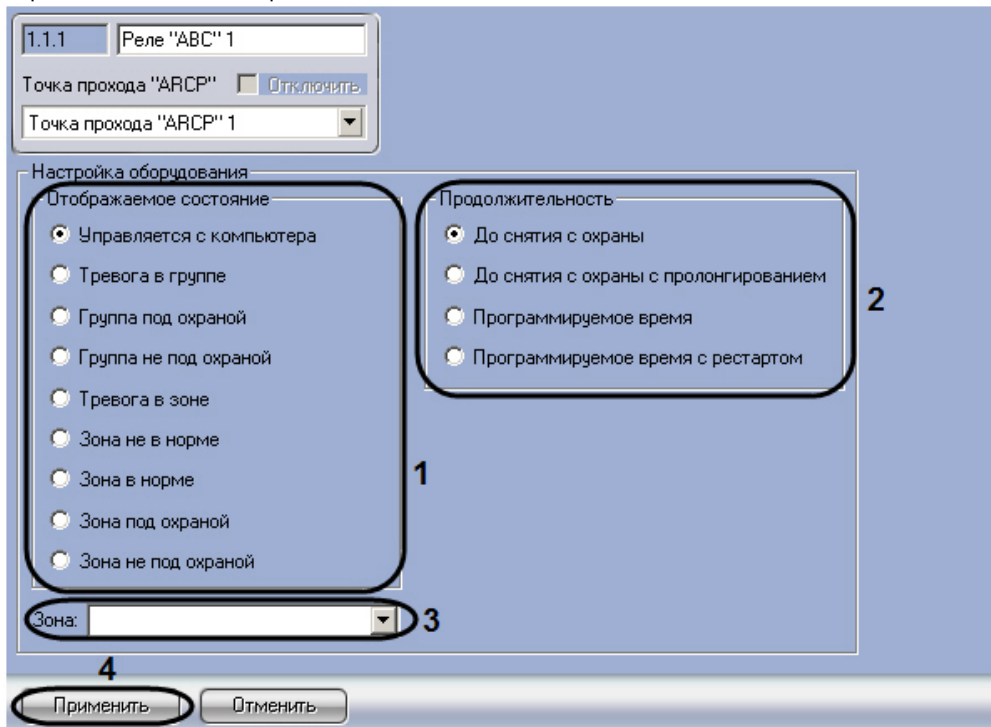 1.1.1 Реле "ABC" 1
Точка прохода "ARCP" Отключить
Точка прохода "ARCP" 1
Настройка оборудования
Отображаемое состояние
Управляется с компьютера
Тревога в группе
Группа под охраной
Группа не под охраной
Тревога в зоне
Зона не в норме
Зона в норме
Зона под охраной
Зона не под охраной
1
Продолжительность
До снятия с охраны
До снятия с охраны с пролонгированием
Программируемое время
Программируемое время с рестартом
2
Зона:
3
4
Применить Отменить